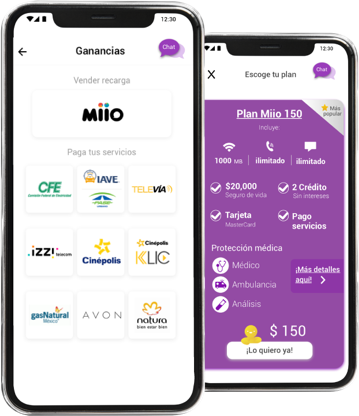 12:30
Ganancias
Chat
Vender recarga
Miio
Paga tus servicios
CFE
IAVE
TELEVÍA
izzi telecom
Cinépolis
Cinépolis
KLIC
gasNatural
México
AVON
natura
bien estar bien
12:30
Escoge tu plan
Chat
X
Plan Miio 150
Más
popular
Incluye:
1000 MB
ilimitado
ilimitado
$20,000
Seguro de vida
2 Crédito
Sin intereses
Tarjeta
MasterCard
Pago
servicios
Protección médica
Médico
Ambulancia
Análisis
¡Más detalles
aquí!
$ 150
¡Lo quiero ya!